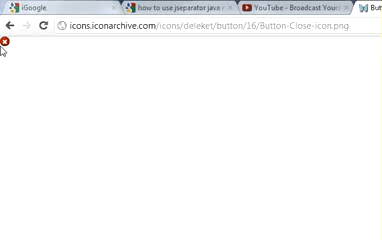 iGoogle
how to use jseparator java n
YouTube - Broadcast Yours
But
icons.iconarchive.com/icons/deleket/button/16/Button-Close-icon.png